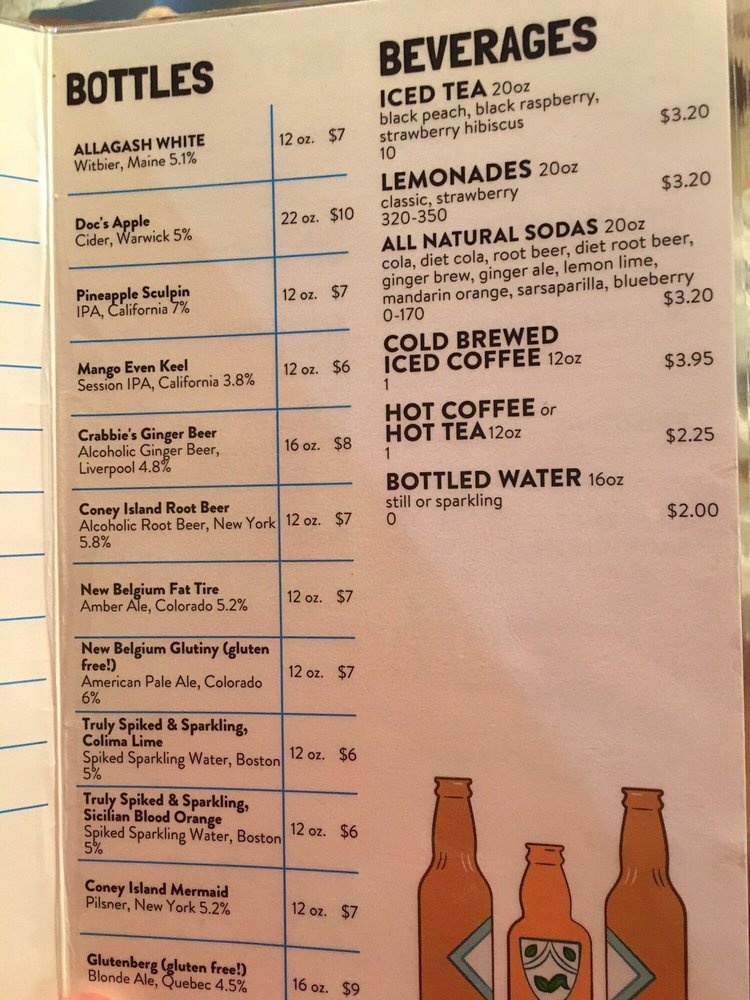 BOTTLES
ALLAGASH WHITE 12 oz. $7
Witbier, Maine 5.1%
Doc's Apple 22 oz. $10
Cider, Warwick 5%
Pineapple Sculpin 12 oz. $7
IPA, California 7%
Mango Even Keel 12 oz. $6
Session IPA, California 3.8%
Crabbie's Ginger Beer
Alcoholic Ginger Beer, 16 oz. $8
Liverpool 4.8%
Coney Island Root Beer
Alcoholic Root Beer, New York 12 oz. $7
5.8%
New Belgium Fat Tire 12 oz. $7
Amber Ale, Colorado 5.2%
New Belgium Glutiny (gluten
free!) 12 oz. $7
American Pale Ale, Colorado
6%
Truly Spiked & Sparkling,
Colima Lime 12 oz. $6
Spiked Sparkling Water, Boston
5%
Truly Spiked & Sparkling,
Sicilian Blood Orange 12 oz. $6
Spiked Sparkling Water, Boston
5%
Coney Island Mermaid 12 oz. $7
Pilsner, New York 5.2%
Glutenberg (gluten free!) 16 oz. $9
Blonde Ale, Quebec 4.5%
BEVERAGES
ICED TEA 20oz
black peach, black raspberry, $3.20
strawberry hibiscus
10
LEMONADES 20oz $3.20
classic, strawberry
320-350
ALL NATURAL SODAS 20oz
cola, diet cola, root beer, diet root beer,
ginger brew, ginger ale, lemon lime,
mandarin orange, sarsaparilla, blueberry
0-170 $3.20
COLD BREWED
ICED COFFEE 12oz $3.95
1
HOT COFFEE or
HOT TEA 12oz $2.25
1
BOTTLED WATER 16oz
still or sparkling $2.00
0